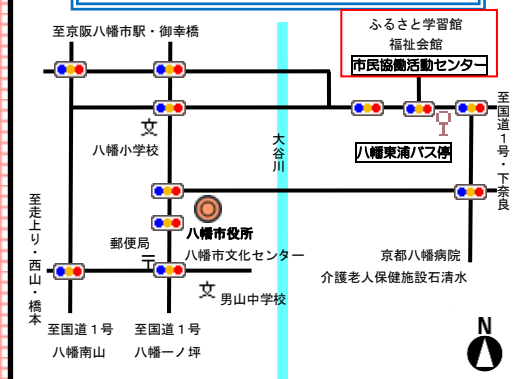 至京阪八幡市駅・御幸橋
ふるさと学習館
福祉会館
市民協働活動センター
至国道１号・下奈良
文
八幡小学校
大谷川
八幡東浦バス停
至走上り・西山・橋本
八幡市役所
郵便局
〒
八幡市文化センター
京都八幡病院
介護老人保健施設石清水
文
男山中学校
至国道１号
八幡南山
至国道１号
八幡一ノ坪
N